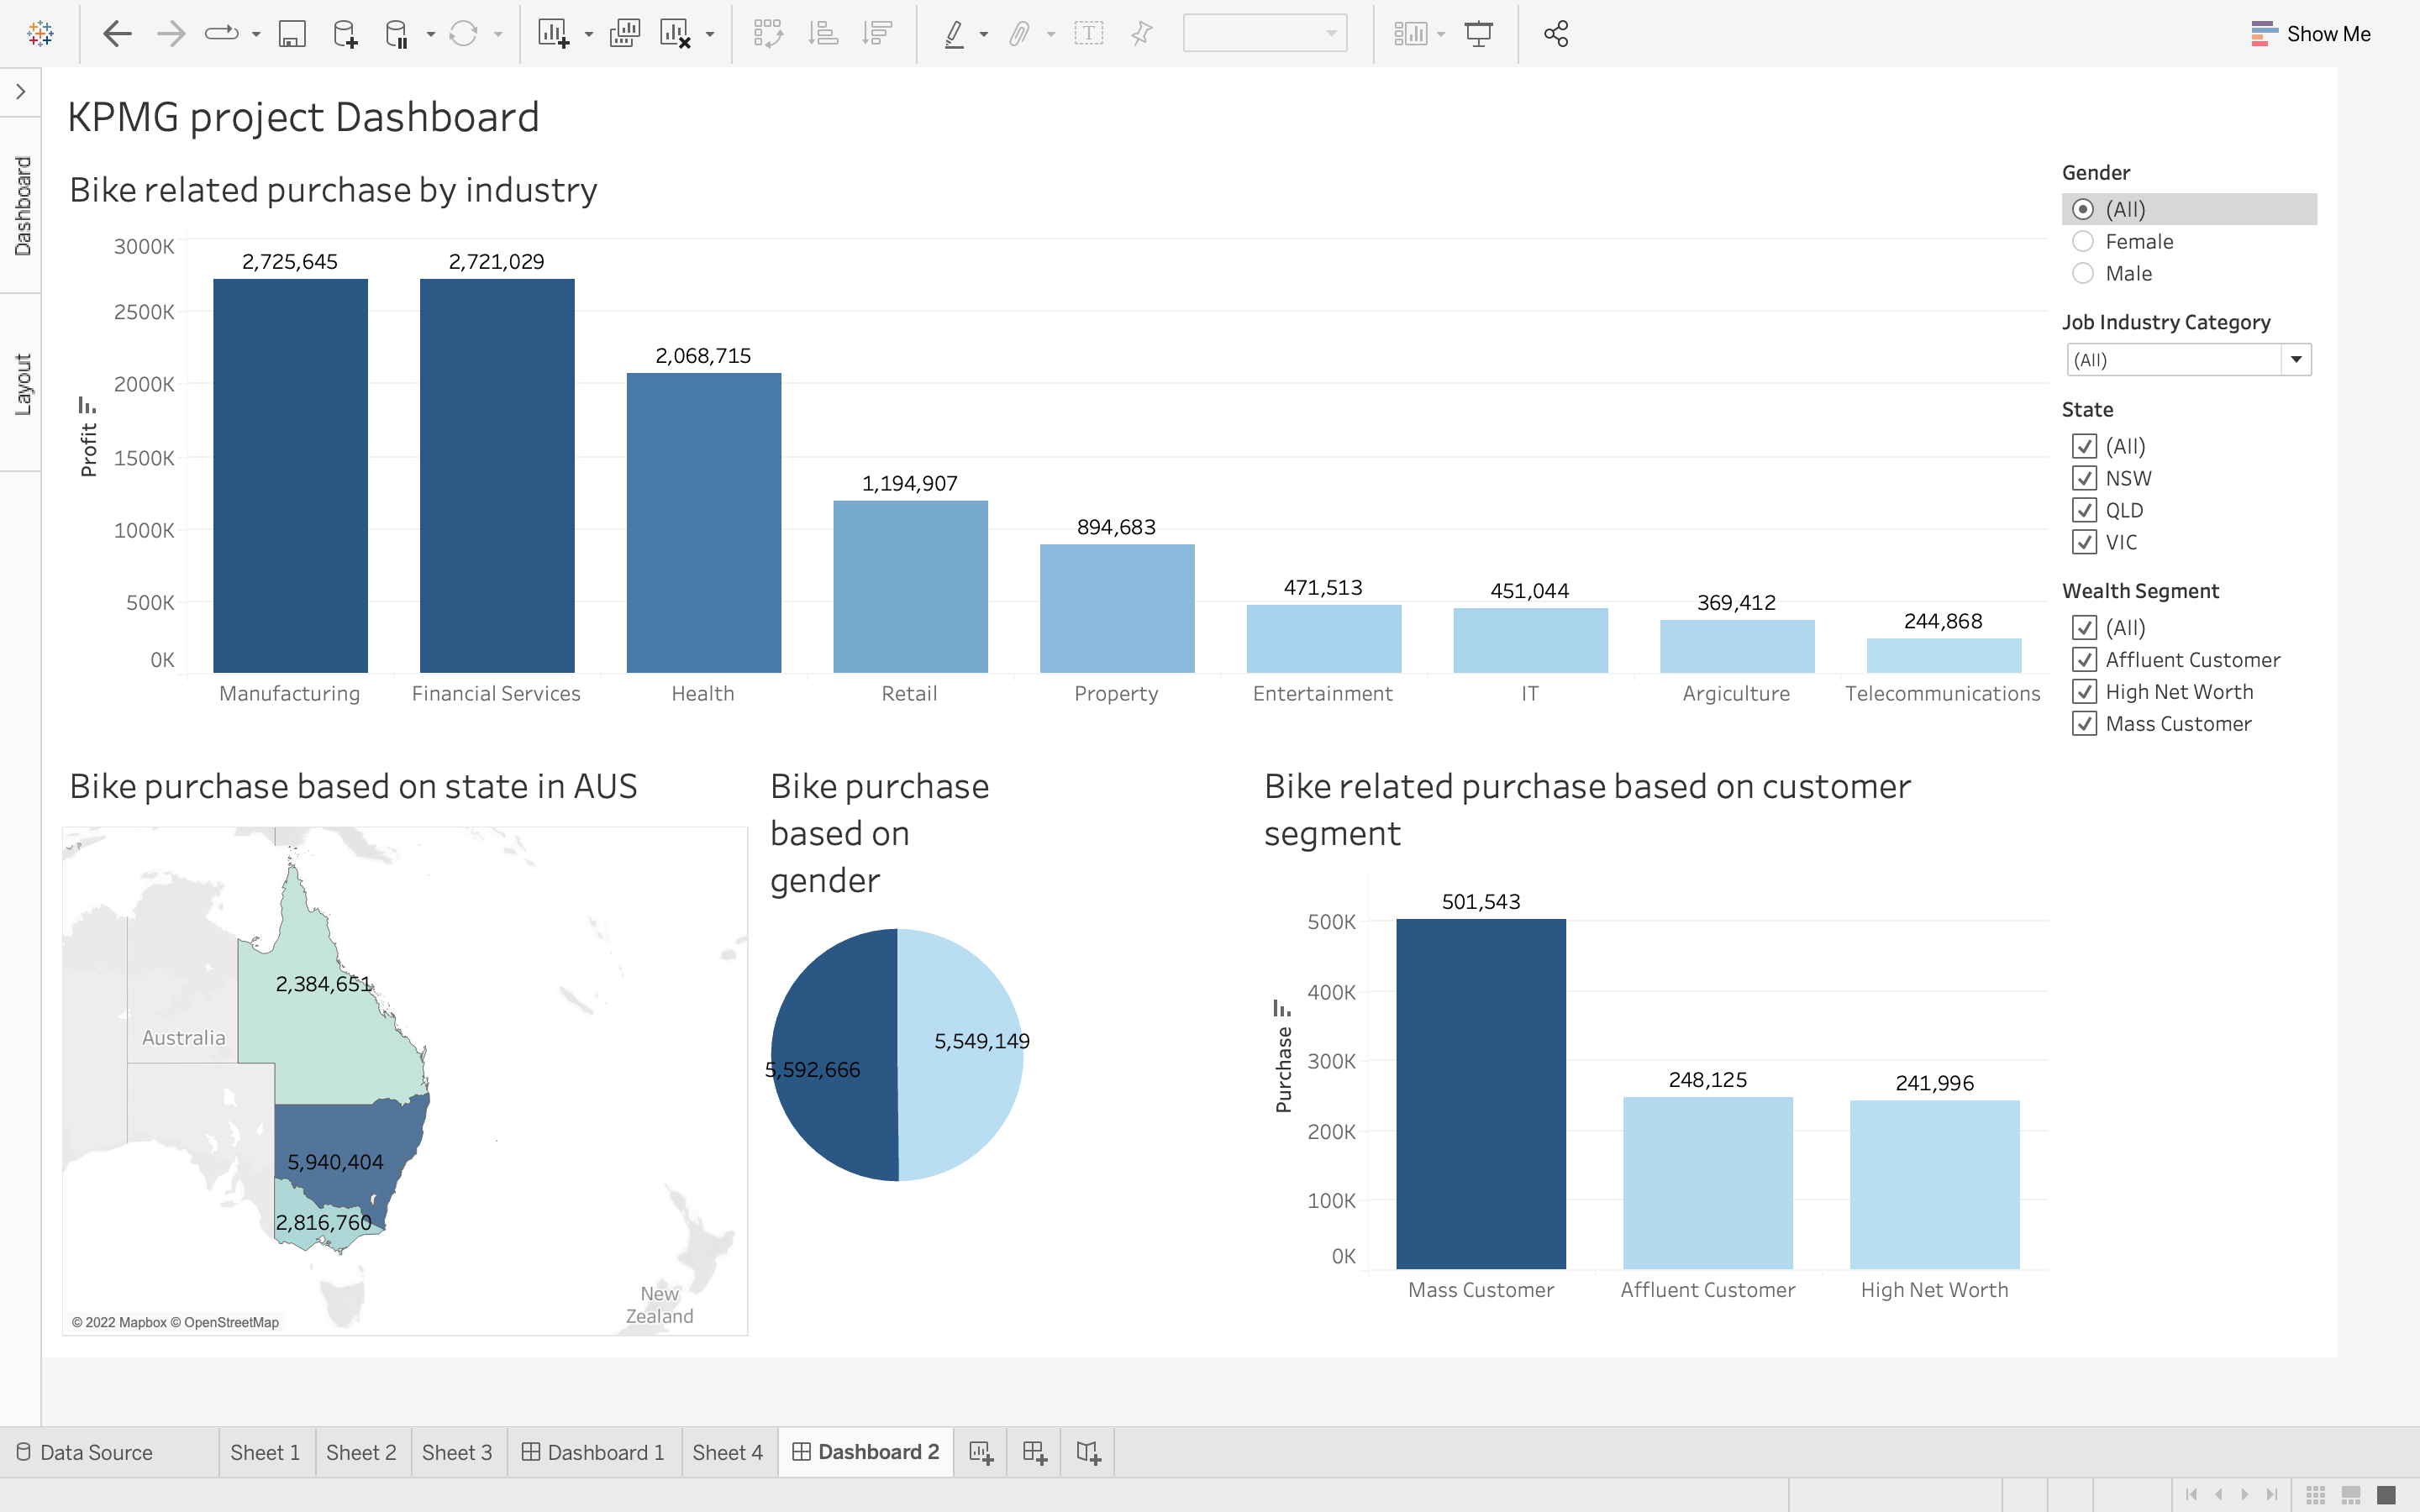 Show Me
Dashboard
Layout
KPMG project Dashboard
Bike related purchase by industry
Profit
3000K
2500K
2000K
1500K
1000K
500K
0K
2,725,645
2,721,029
2,068,715
1,194,907
894,683
471,513
451,044
369,412
244,868
Manufacturing
Financial Services
Health
Retail
Property
Entertainment
IT
Argiculture
Telecommunications
Gender
(All)
Female
Male
Job Industry Category
(All)
State
(All)
NSW
QLD
VIC
Wealth Segment
(All)
Affluent Customer
High Net Worth
Mass Customer
Bike purchase based on state in AUS
2,384,651
Australia
5,940,404
2,816,760
New
Zealand
© 2022 Mapbox © OpenStreetMap
Bike purchase
based on
gender
5,549,149
5,592,666
Bike related purchase based on customer
segment
Purchase
500K
400K
300K
200K
100K
0K
501,543
248,125
241,996
Mass Customer
Affluent Customer
High Net Worth
Data Source
Sheet 1
Sheet 2
Sheet 3
Dashboard 1
Sheet 4
Dashboard 2